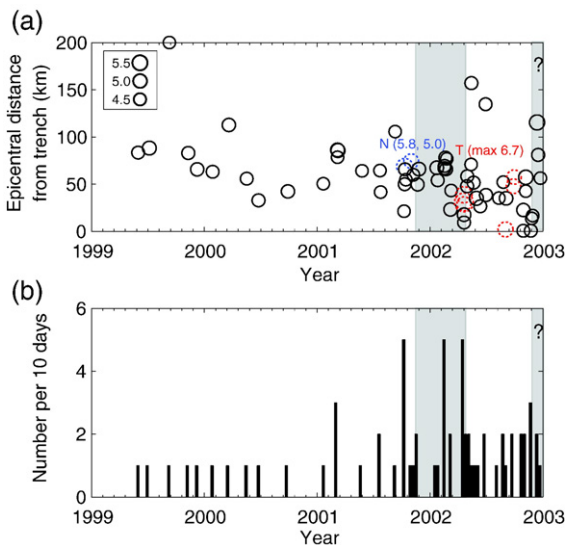 (a)
Epicentral distance
from trench (km)
200
150
100
50
0
5.5
5.0
4.5
N (5.8, 5.0)
T (max 6.7)
?
1999 2000 2001 2002 2003
Year
(b)
Number per 10 days
6
4
2
0
?
1999 2000 2001 2002 2003
Year